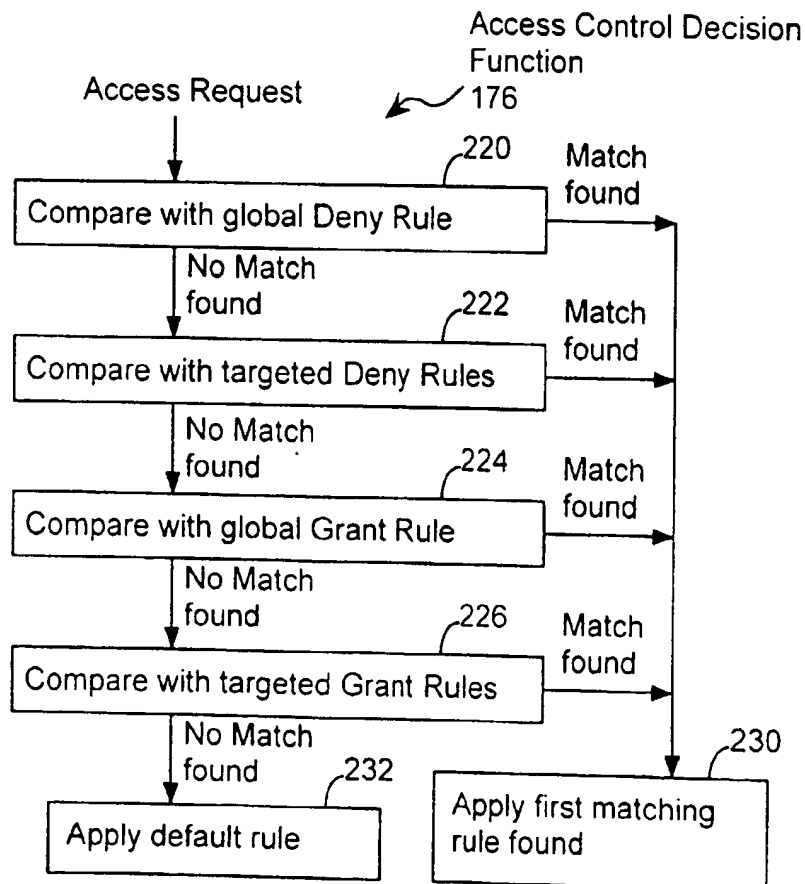 Access Control Decision
Function
176
Access Request
220
Match
found
Compare with global Deny Rule
No Match
found
222
Match
found
Compare with targeted Deny Rules
No Match
found
224
Match
found
Compare with global Grant Rule
No Match
found
226
Match
found
Compare with targeted Grant Rules
No Match
found
232
230
Apply default rule
Apply first matching
rule found